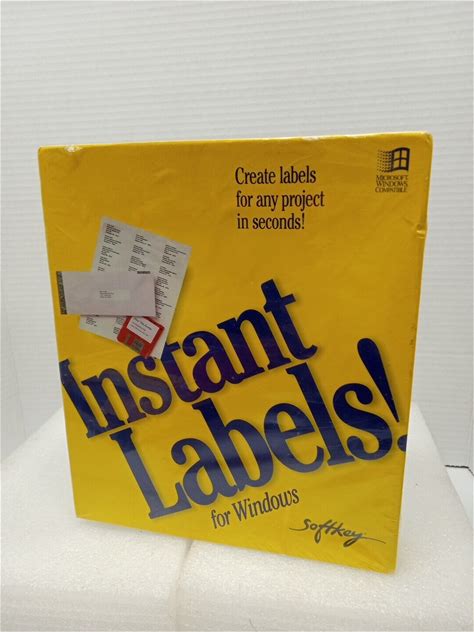 Create labels
for any project
in seconds!
MICROSOFT
WINDOWS
COMPATIBLE
Instant
Labels!
for Windows
Softkey